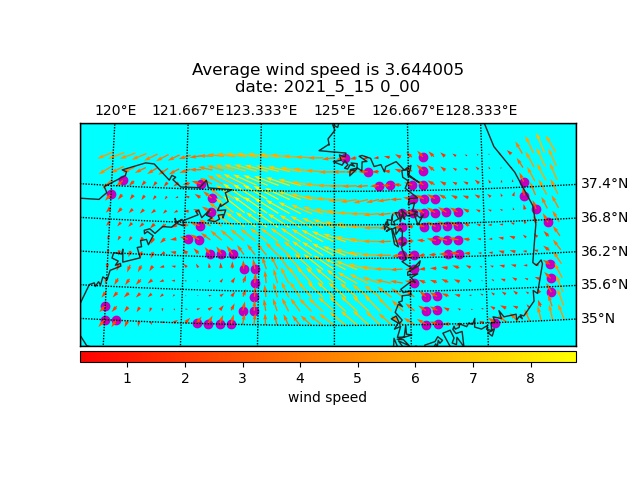 Average wind speed is 3.644005
date: 2021_5_15 0_00
120°E 121.667°E 123.333°E 125°E 126.667°E 128.333°E
37.4°N
36.8°N
36.2°N
35.6°N
35°N
1 2 3 4 5 6 7 8
wind speed